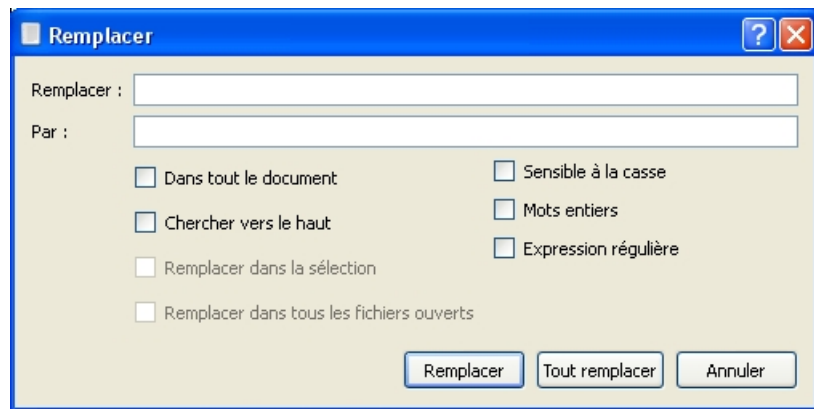 Remplacer
Remplacer :
Par :
Dans tout le document
Chercher vers le haut
Remplacer dans la sélection
Remplacer dans tous les fichiers ouverts
Sensible à la casse
Mots entiers
Expression régulière
Remplacer
Tout remplacer
Annuler